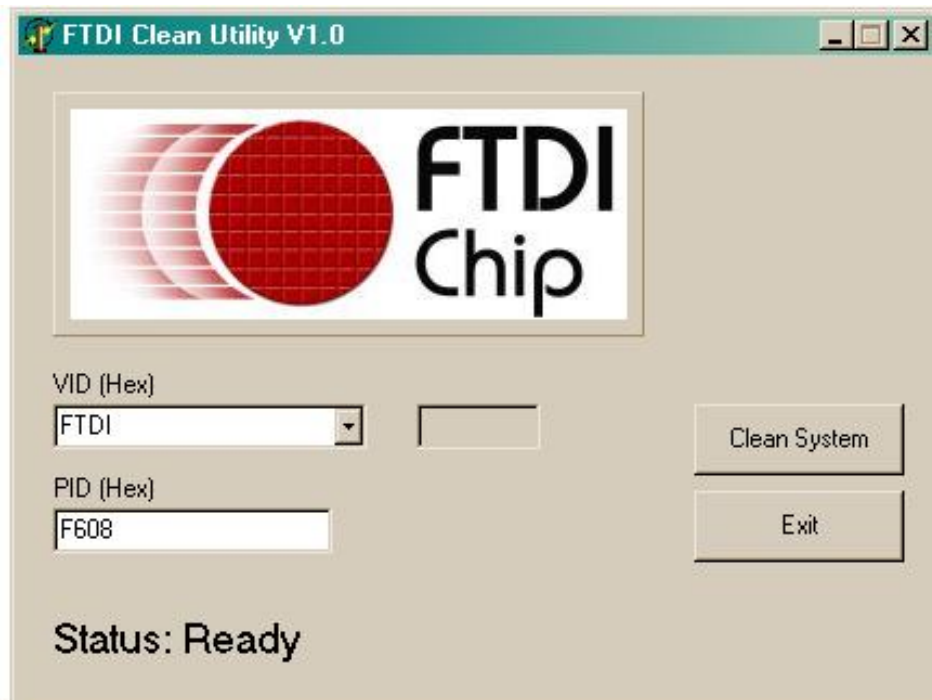 FTDI Clean Utility V1.0
FTDI
Chip
VID (Hex)
FTDI
Clean System
PID (Hex)
F608
Exit
Status: Ready